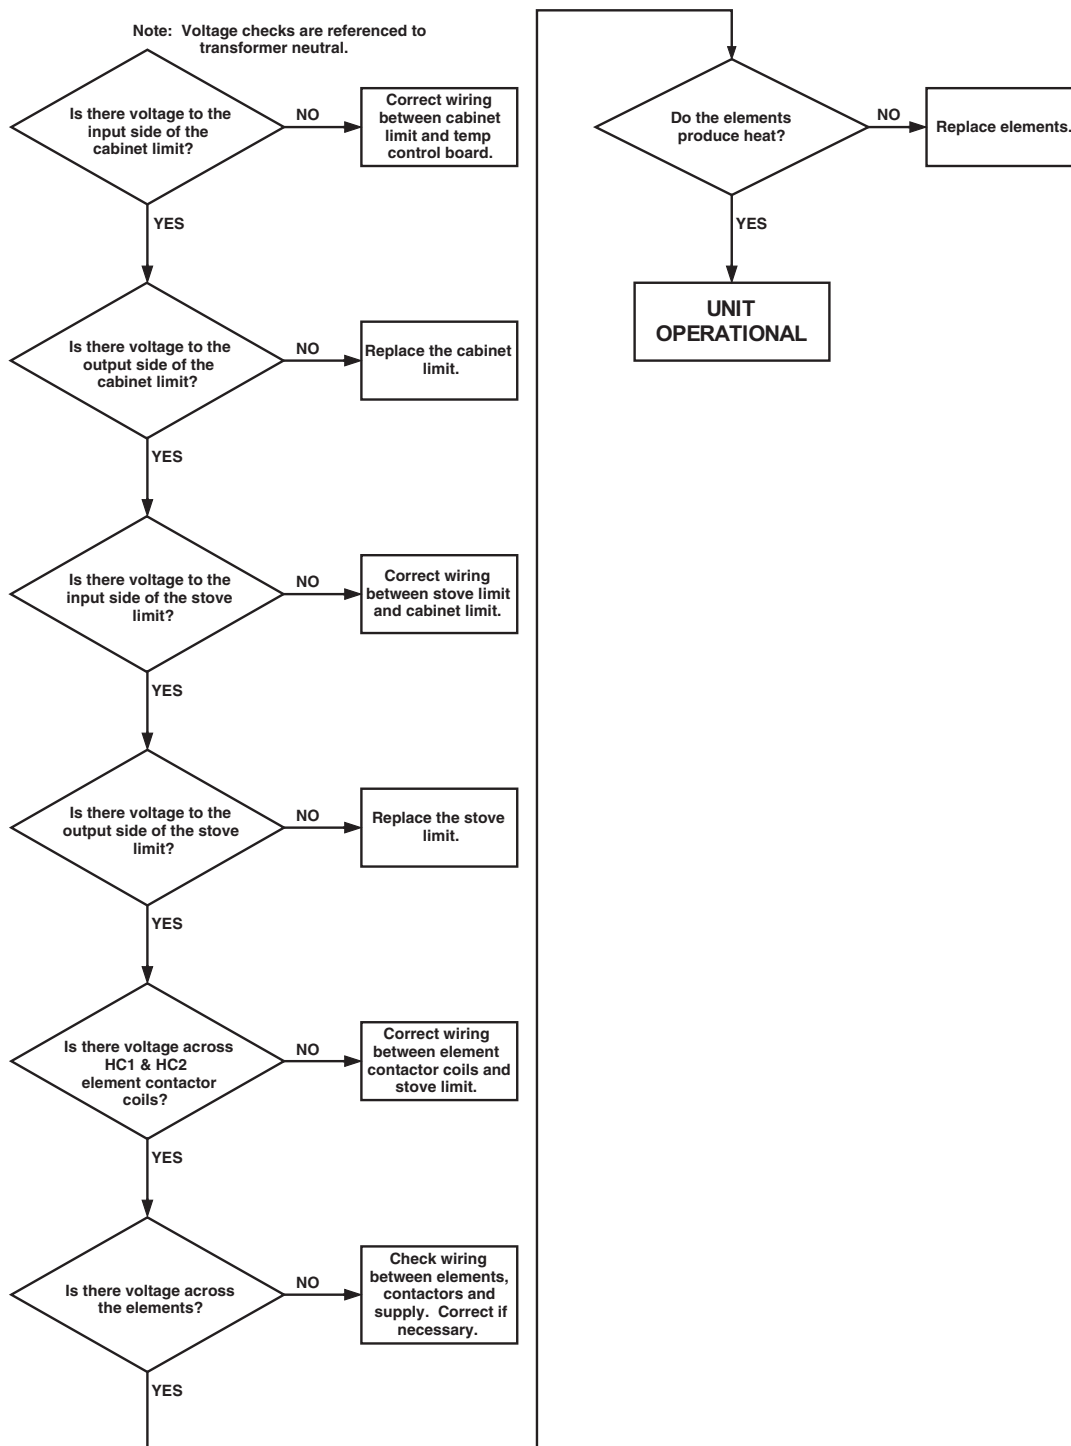 Note:  Voltage checks are referenced to
transformer neutral.
Is there voltage to the
input side of the
cabinet limit?
NO
Correct wiring
between cabinet
limit and temp
control board.
YES
Is there voltage to the
output side of the
cabinet limit?
NO
Replace the cabinet
limit.
YES
Is there voltage to the
input side of the stove
limit?
NO
Correct wiring
between stove limit
and cabinet limit.
YES
Is there voltage to the
output side of the stove
limit?
NO
Replace the stove
limit.
YES
Is there voltage across
HC1 & HC2
element contactor
coils?
NO
Correct wiring
between element
contactor coils and
stove limit.
YES
Is there voltage across
the elements?
NO
Check wiring
between elements,
contactors and
supply.  Correct if
necessary.
YES
Do the elements
produce heat?
NO
Replace elements.
YES
UNIT
OPERATIONAL